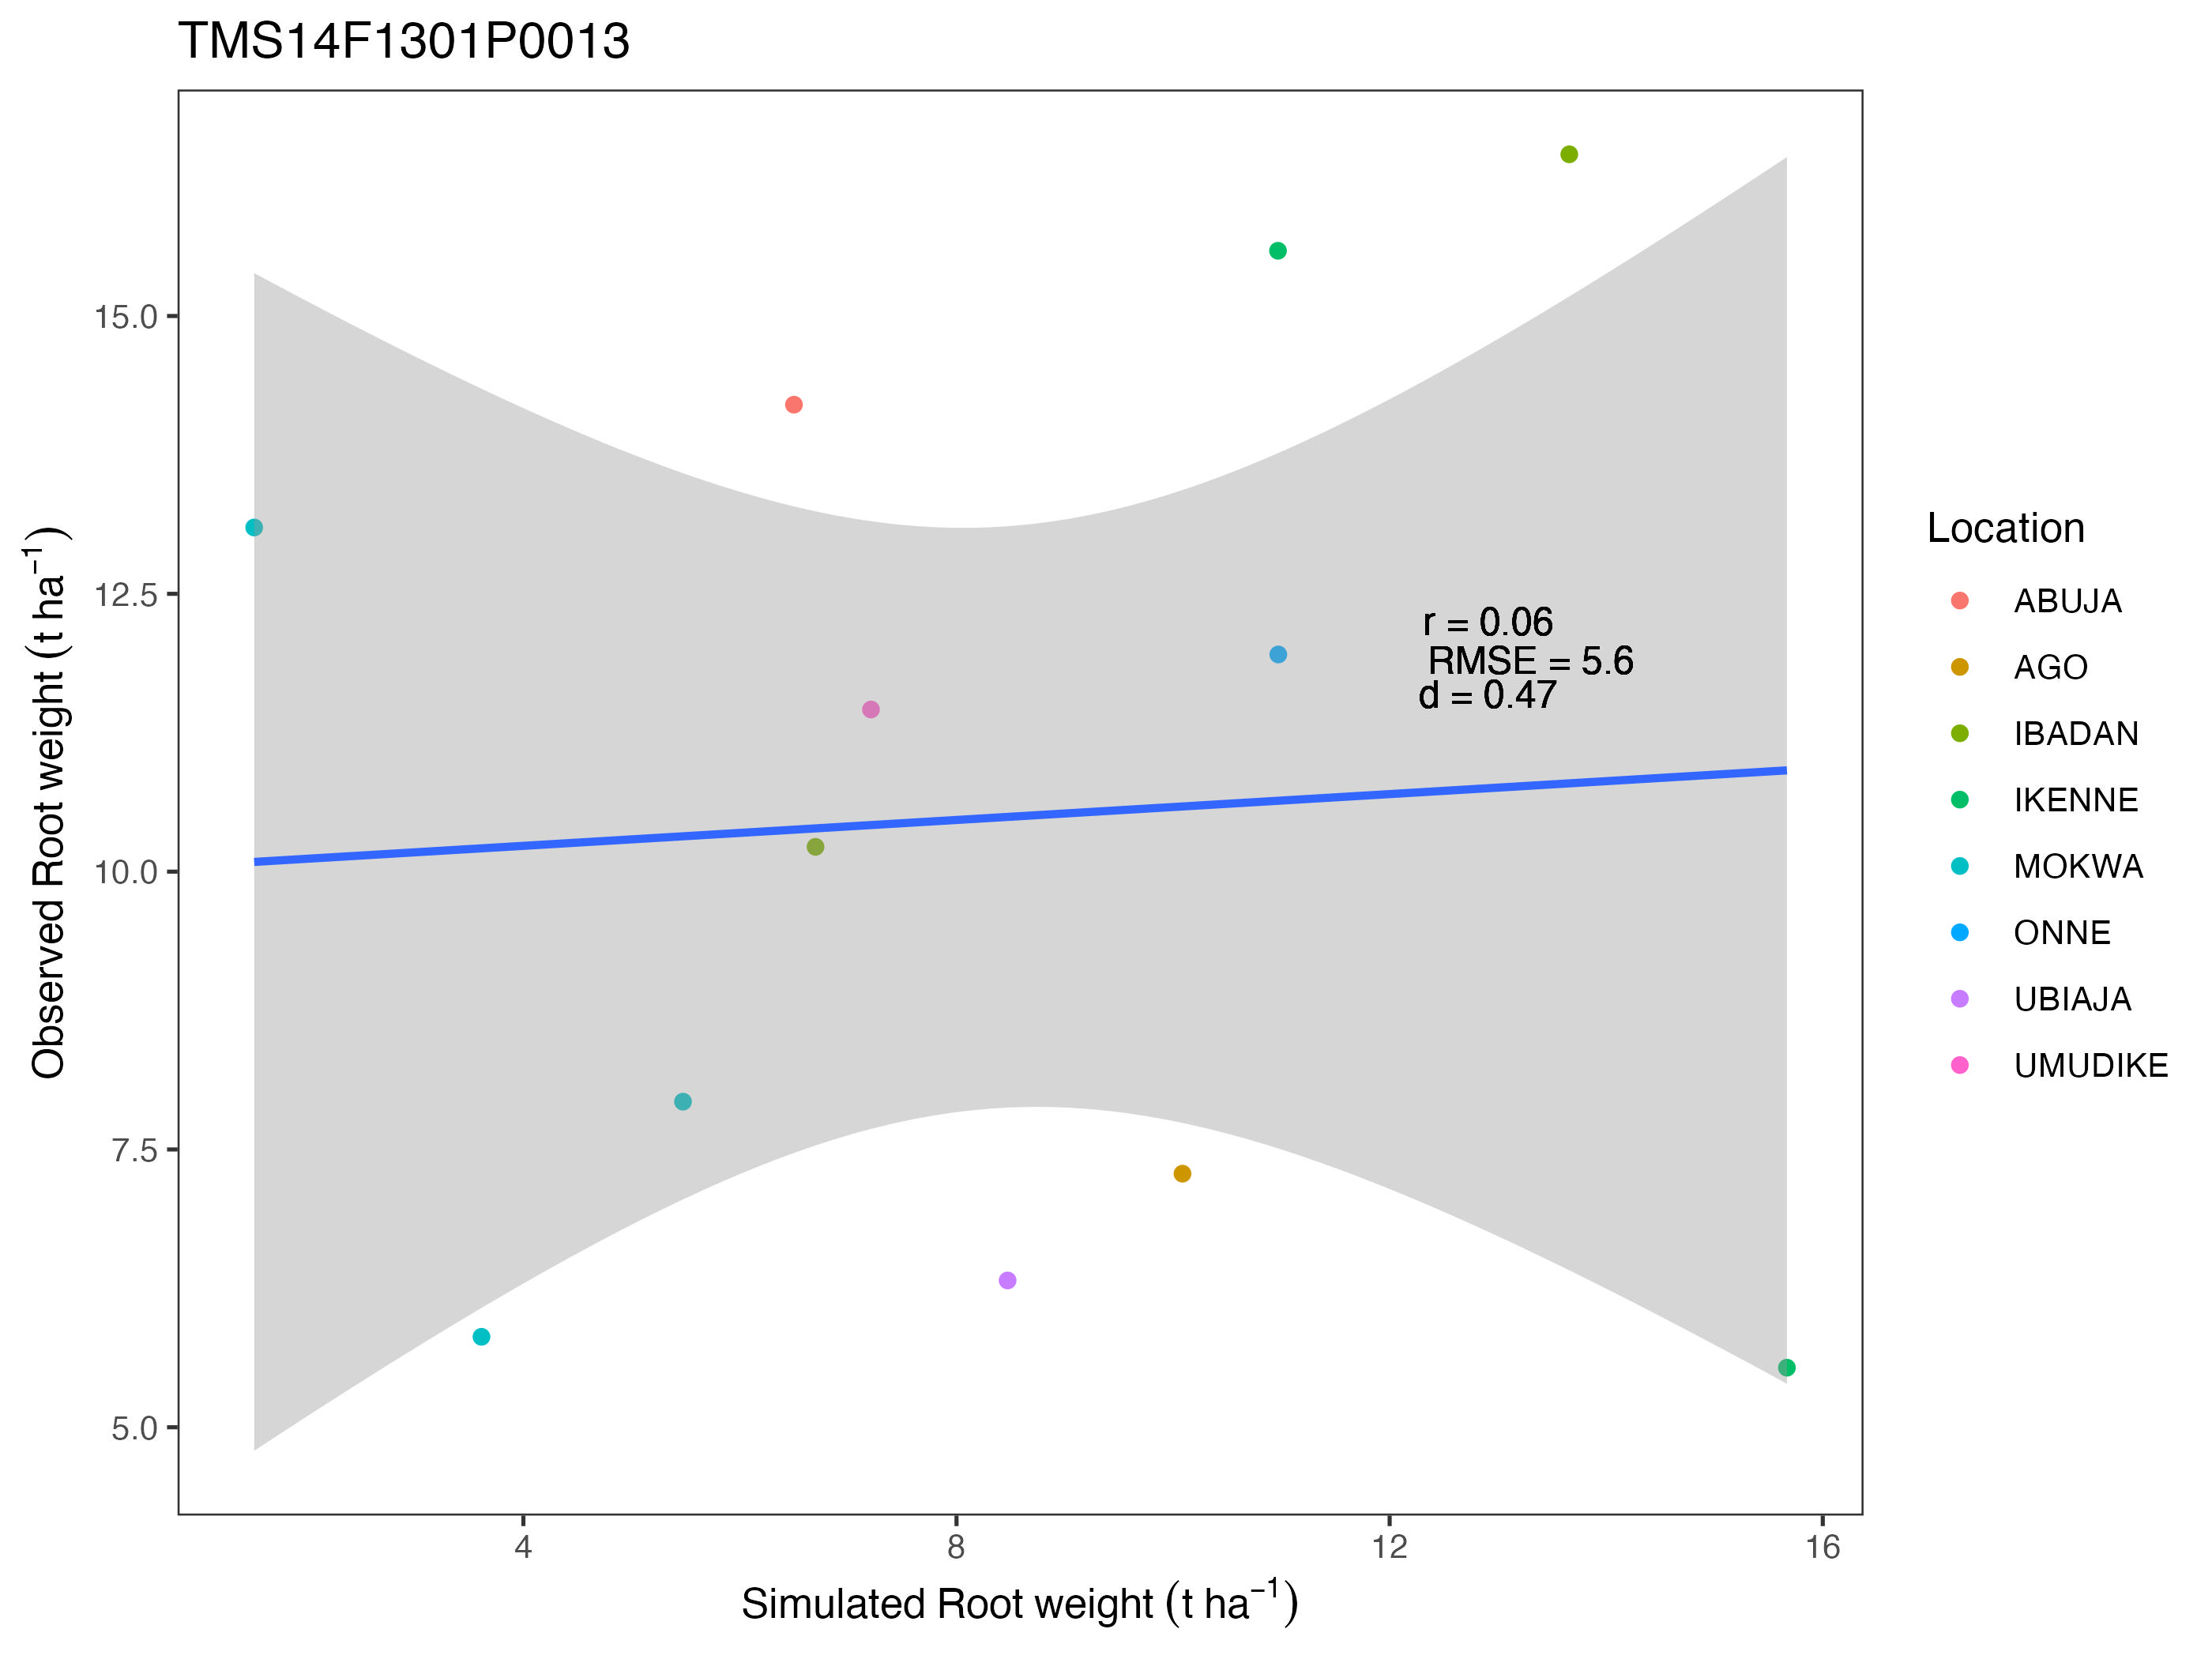 TMS14F1301P0013
Observed Root weight (t ha⁻¹)
15.0
12.5
10.0
7.5
5.0
r = 0.06
RMSE = 5.6
d = 0.47
4 8 12 16
Simulated Root weight (t ha⁻¹)
Location
ABUJA
AGO
IBADAN
IKENNE
MOKWA
ONNE
UBIAJA
UMUDIKE